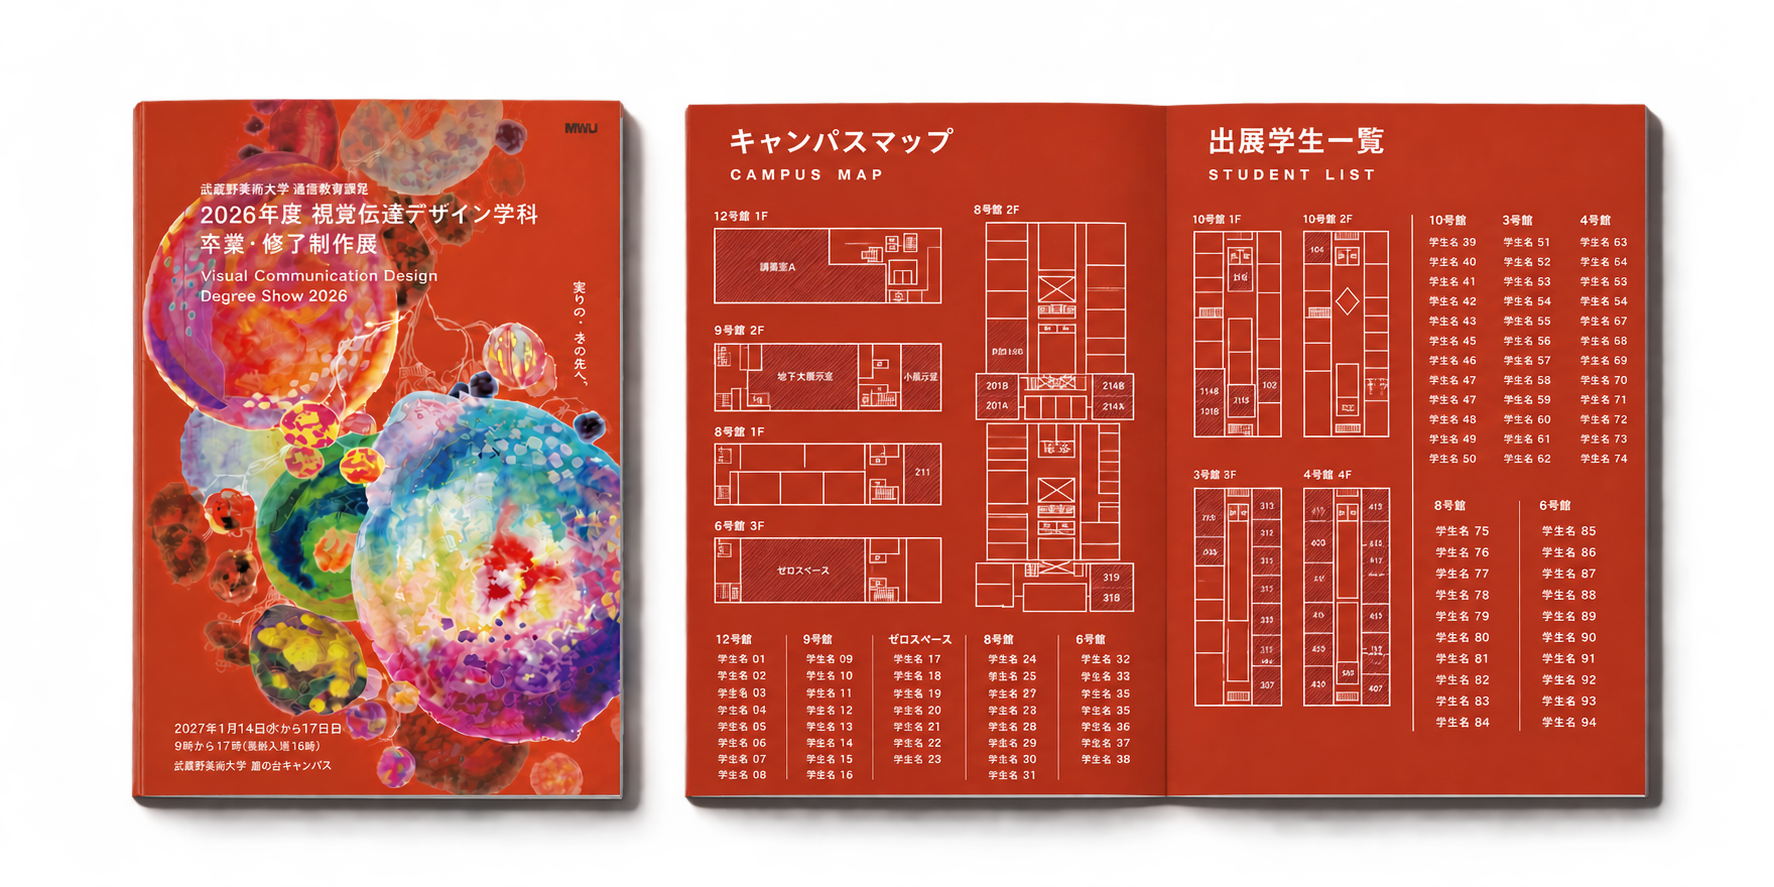 MWU
武蔵野美術大学 通信教育課足
2026年度 視覚伝達デザイン学科
卒業・修了制作展
Visual Communication Design
Degree Show 2026
実りの・その先へ。
2027年1月14日水から17日日
9時から17時(最終入場16時)
武蔵野美術大学 鷹の台キャンパス
キャンパスマップ
CAMPUS MAP
12号館 1F
講義室A
9号館 2F
地下大展示室
小展示室
8号館 1F
211
6号館 3F
ゼロスペース
8号館 2F
201B
201A
214B
214A
319
318
12号館
学生名 01
学生名 02
学生名 03
学生名 04
学生名 05
学生名 06
学生名 07
学生名 08
9号館
学生名 09
学生名 10
学生名 11
学生名 12
学生名 13
学生名 14
学生名 15
学生名 16
ゼロスペース
学生名 17
学生名 18
学生名 19
学生名 20
学生名 21
学生名 22
学生名 23
8号館
学生名 24
学生名 25
学生名 27
学生名 23
学生名 28
学生名 29
学生名 30
学生名 31
6号館
学生名 32
学生名 33
学生名 35
学生名 35
学生名 36
学生名 37
学生名 38
出展学生一覧
STUDENT LIST
10号館 1F
102
10号館 2F
104
3号館 3F
313
312
311
307
4号館 4F
415
407
10号館
学生名 39
学生名 40
学生名 41
学生名 42
学生名 43
学生名 45
学生名 46
学生名 47
学生名 47
学生名 48
学生名 49
学生名 50
3号館
学生名 51
学生名 52
学生名 53
学生名 54
学生名 55
学生名 56
学生名 57
学生名 58
学生名 59
学生名 60
学生名 61
学生名 62
4号館
学生名 63
学生名 64
学生名 53
学生名 54
学生名 67
学生名 68
学生名 69
学生名 70
学生名 71
学生名 72
学生名 73
学生名 74
8号館
学生名 75
学生名 76
学生名 77
学生名 78
学生名 79
学生名 80
学生名 81
学生名 82
学生名 83
学生名 84
6号館
学生名 85
学生名 86
学生名 87
学生名 88
学生名 89
学生名 90
学生名 91
学生名 92
学生名 93
学生名 94